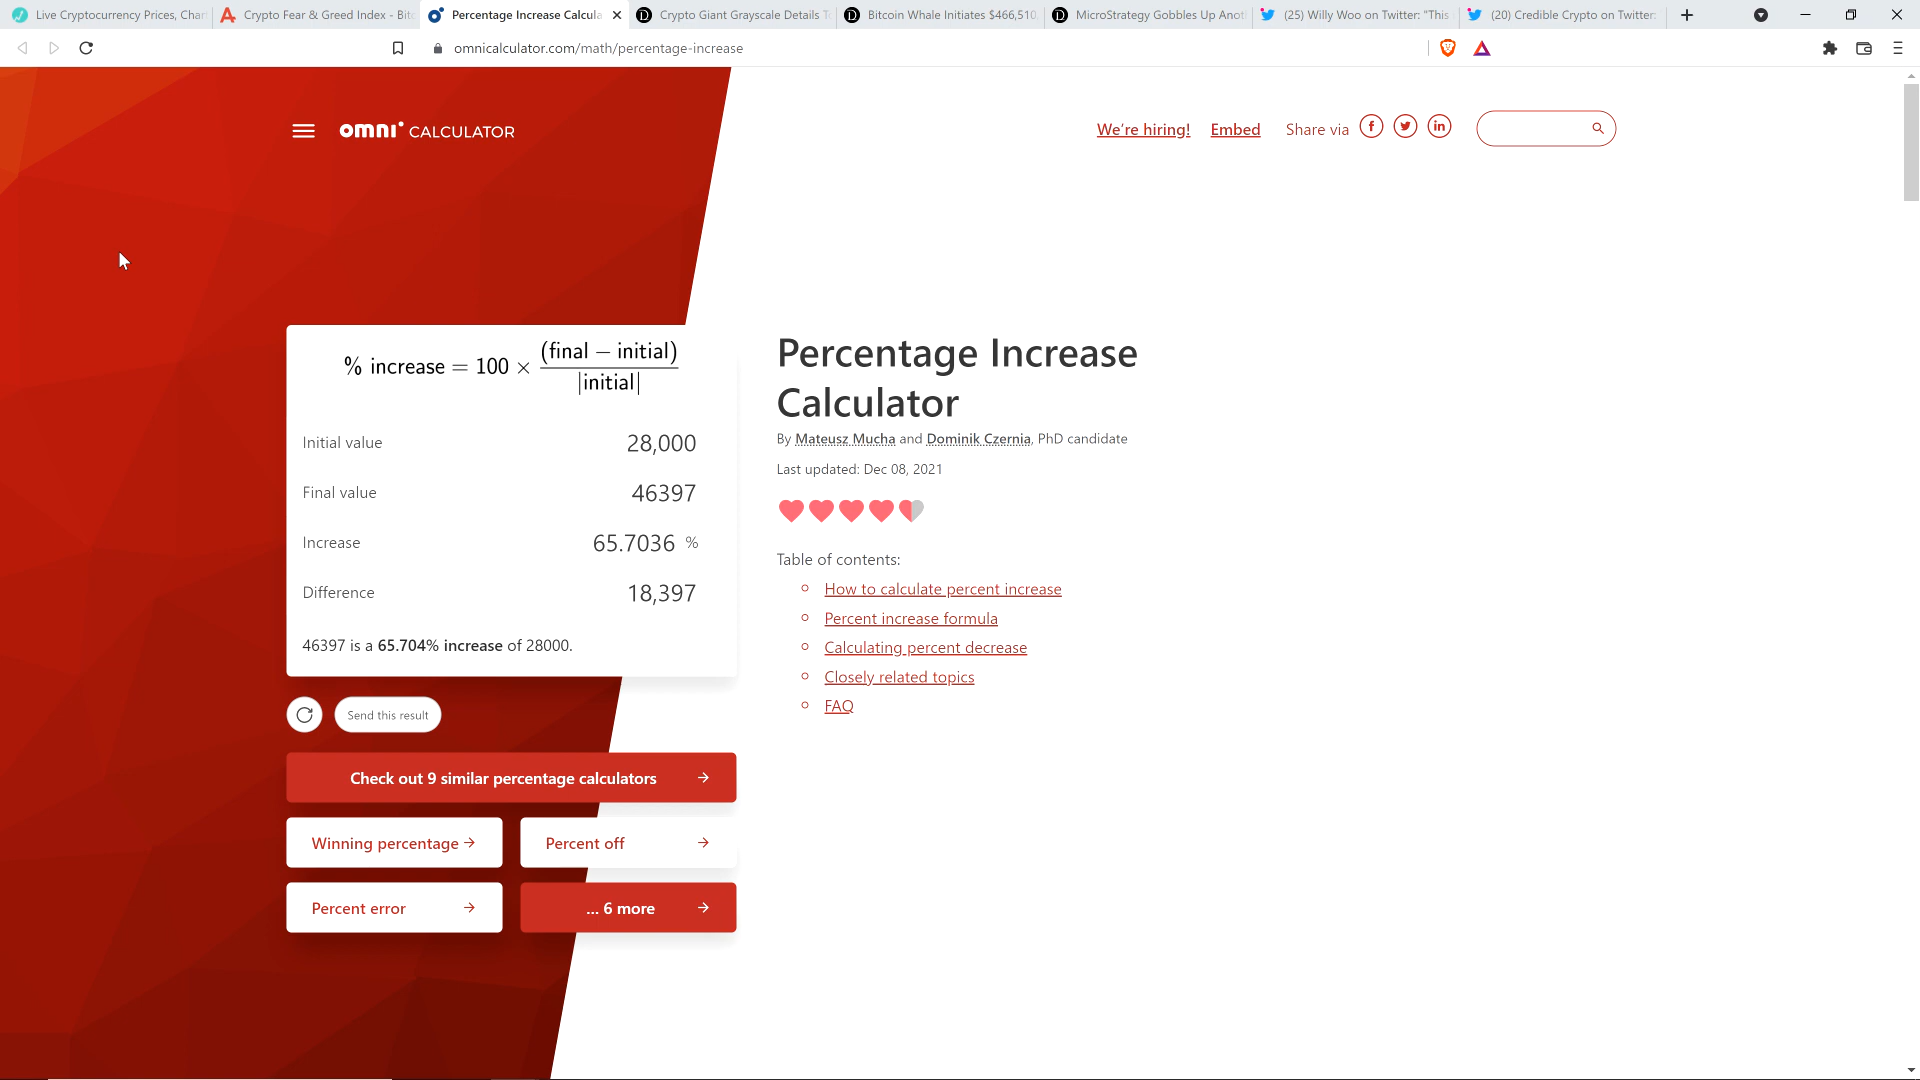 Live Cryptocurrency Prices, Char
Crypto Fear & Greed Index - Bitc
Percentage Increase Calcula
Crypto Giant Grayscale Details T
Bitcoin Whale Initiates $466,510,
MicroStrategy Gobbles Up Anot
(25) Willy Woo on Twitter: "This
(20) Credible Crypto on Twitter:
omnicalculator.com/math/percentage-increase
omni CALCULATOR
We're hiring!
Embed
Share via
% increase = 100 × (final − initial) / |initial|
Initial value 28,000
Final value 46397
Increase 65.7036 %
Difference 18,397
46397 is a 65.704% increase of 28000.
Send this result
Check out 9 similar percentage calculators
Winning percentage
Percent off
Percent error
... 6 more
Percentage Increase
Calculator
By Mateusz Mucha and Dominik Czernia, PhD candidate
Last updated: Dec 08, 2021
Table of contents:
How to calculate percent increase
Percent increase formula
Calculating percent decrease
Closely related topics
FAQ